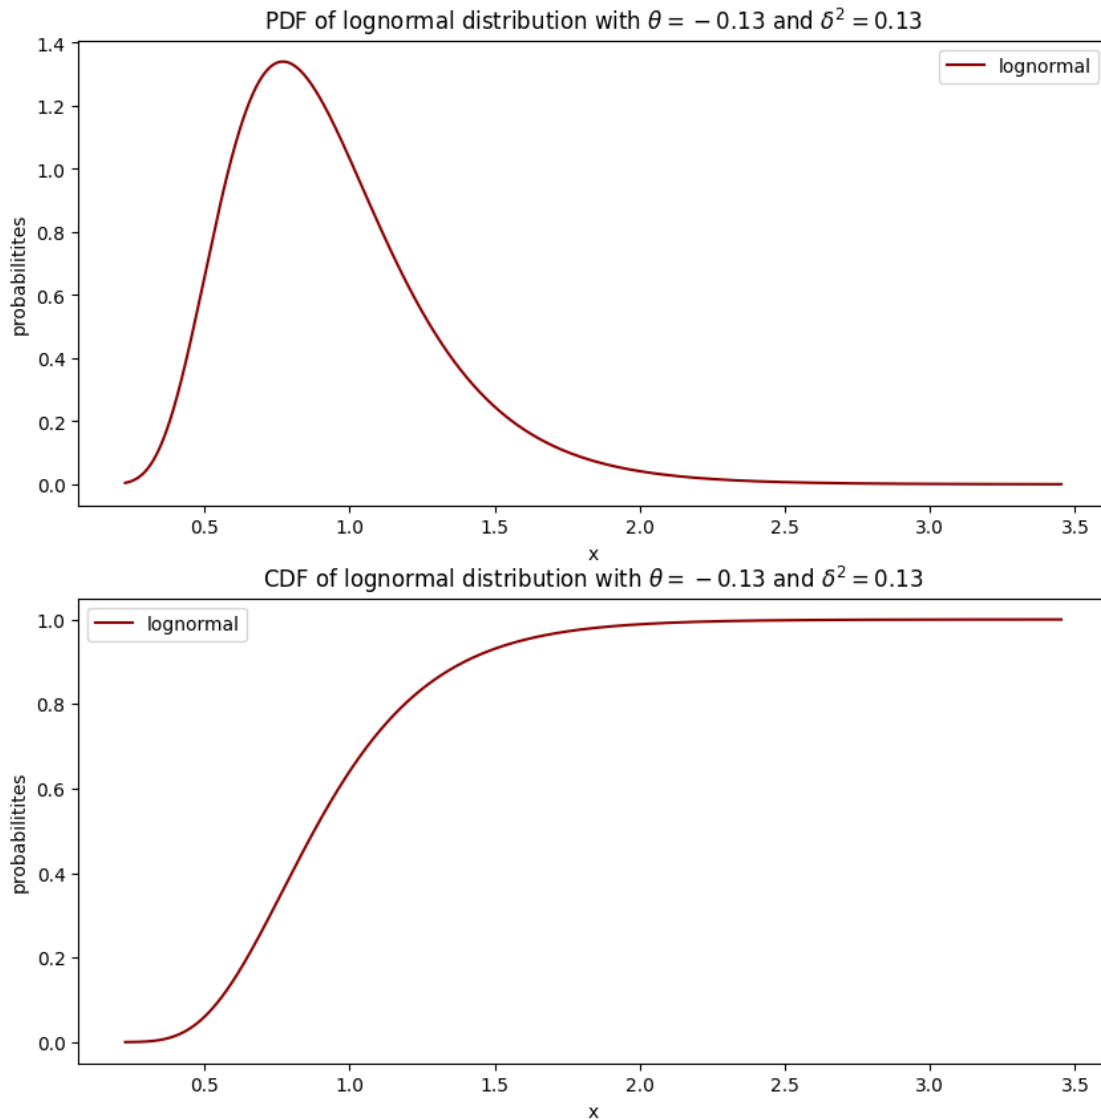 PDF of lognormal distribution with θ = −0.13 and δ² = 0.13
1.4
lognormal
1.2
1.0
0.8
probabilitites
0.6
0.4
0.2
0.0
0.5 1.0 1.5 2.0 2.5 3.0 3.5
x
CDF of lognormal distribution with θ = −0.13 and δ² = 0.13
1.0
lognormal
0.8
0.6
probabilitites
0.4
0.2
0.0
0.5 1.0 1.5 2.0 2.5 3.0 3.5
x